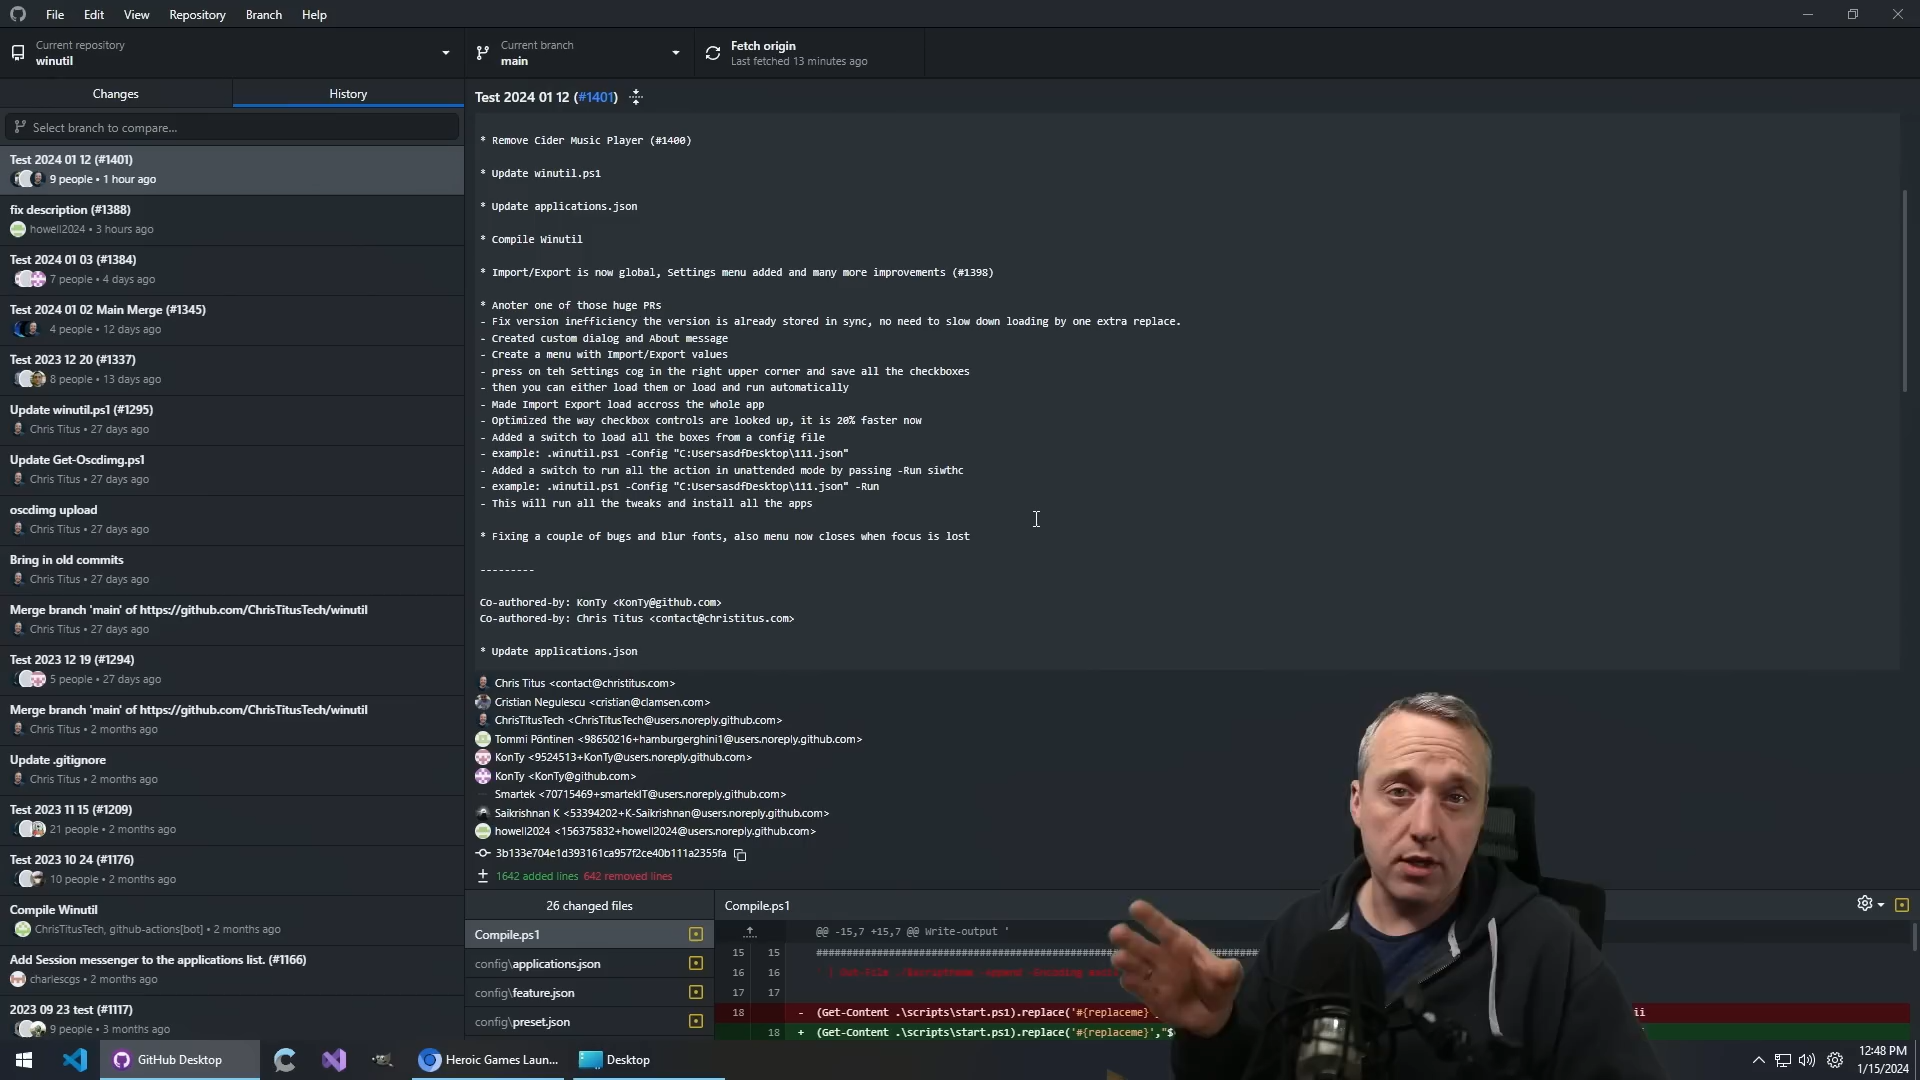 File Edit View Repository Branch Help
Current repository
winutil
Current branch
main
Fetch origin
Last fetched 13 minutes ago
Changes
History
Select branch to compare...
Test 2024 01 12 (#1401)
9 people • 1 hour ago
fix description (#1388)
howell2024 • 3 hours ago
Test 2024 01 03 (#1384)
7 people • 4 days ago
Test 2024 01 02 Main Merge (#1345)
4 people • 12 days ago
Test 2023 12 20 (#1337)
8 people • 13 days ago
Update winutil.ps1 (#1295)
Chris Titus • 27 days ago
Update Get-Oscdimg.ps1
Chris Titus • 27 days ago
oscdimg upload
Chris Titus • 27 days ago
Bring in old commits
Chris Titus • 27 days ago
Merge branch 'main' of https://github.com/ChrisTitusTech/winutil
Chris Titus • 27 days ago
Test 2023 12 19 (#1294)
5 people • 27 days ago
Merge branch 'main' of https://github.com/ChrisTitusTech/winutil
Chris Titus • 2 months ago
Update .gitignore
Chris Titus • 2 months ago
Test 2023 11 15 (#1209)
21 people • 2 months ago
Test 2023 10 24 (#1176)
10 people • 2 months ago
Compile Winutil
ChrisTitusTech, github-actions[bot] • 2 months ago
Add Session messenger to the applications list. (#1166)
charlescgs • 2 months ago
2023 09 23 test (#1117)
9 people • 3 months ago
Test 2024 01 12 (#1401)
* Remove Cider Music Player (#1400)
* Update winutil.ps1
* Update applications.json
* Compile Winutil
* Import/Export is now global, Settings menu added and many more improvements (#1398)
* Anoter one of those huge PRs
- Fix version inefficiency the version is already stored in sync, no need to slow down loading by one extra replace.
- Created custom dialog and About message
- Create a menu with Import/Export values
- press on teh Settings cog in the right upper corner and save all the checkboxes
- then you can either load them or load and run automatically
- Made Import Export load accross the whole app
- Optimized the way checkbox controls are looked up, it is 20% faster now
- Added a switch to load all the boxes from a config file
- example: .winutil.ps1 -Config "C:UsersasdfDesktop\111.json"
- Added a switch to run all the action in unattended mode by passing -Run siwthc
- example: .winutil.ps1 -Config "C:UsersasdfDesktop\111.json" -Run
- This will run all the tweaks and install all the apps
* Fixing a couple of bugs and blur fonts, also menu now closes when focus is lost
---------
Co-authored-by: KonTy <KonTy@github.com>
Co-authored-by: Chris Titus <contact@christitus.com>
* Update applications.json
Chris Titus <contact@christitus.com>
Cristian Negulescu <cristian@clamsen.com>
ChrisTitusTech <ChrisTitusTech@users.noreply.github.com>
Tommi Pöntinen <98650216+hamburgerghini1@users.noreply.github.com>
KonTy <9524513+KonTy@users.noreply.github.com>
KonTy <KonTy@github.com>
Smartek <70715469+smartekIT@users.noreply.github.com>
Saikrishnan K <53394202+K-Saikrishnan@users.noreply.github.com>
howell2024 <156375832+howell2024@users.noreply.github.com>
3b133e704e1d393161ca957f2ce40b111a2355fa
1642 added lines 642 removed lines
26 changed files
Compile.ps1
config\applications.json
config\feature.json
config\preset.json
Compile.ps1
@@ -15,7 +15,7 @@ Write-output '
15 15 ################################################################
16 16
17 17
18 - (Get-Content .\scripts\start.ps1).replace('#{replaceme}' ii
18 + (Get-Content .\scripts\start.ps1).replace('#{replaceme}',"$
GitHub Desktop
Heroic Games Laun...
Desktop
12:48 PM
1/15/2024